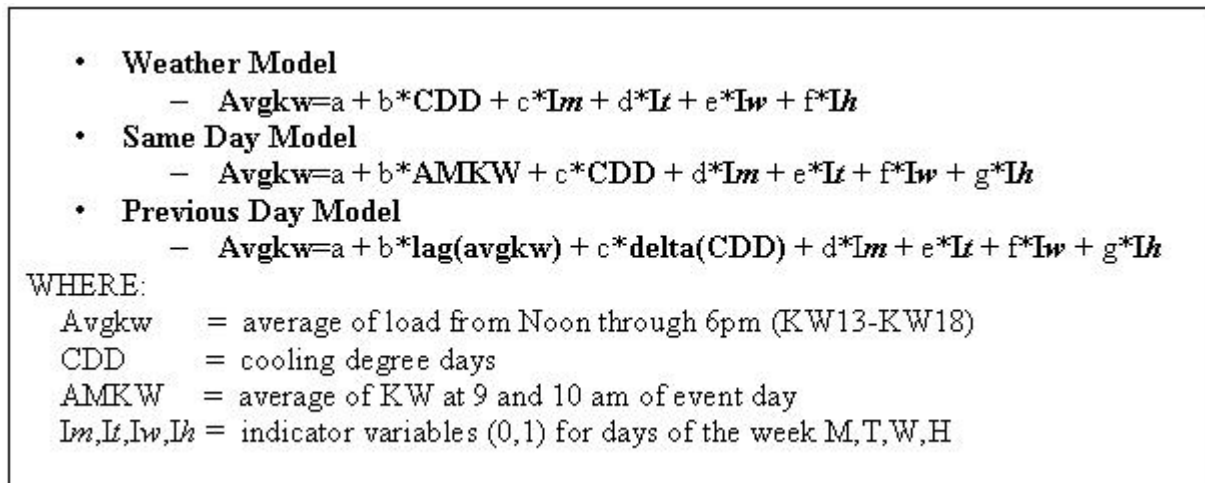 • Weather Model
– Avgkw=a + b*CDD + c*Im + d*It + e*Iw + f*Ih
• Same Day Model
– Avgkw=a + b*AMKW + c*CDD + d*Im + e*It + f*Iw + g*Ih
• Previous Day Model
– Avgkw=a + b*lag(avgkw) + c*delta(CDD) + d*Im + e*It + f*Iw + g*Ih
WHERE:
Avgkw = average of load from Noon through 6pm (KW13-KW18)
CDD = cooling degree days
AMKW = average of KW at 9 and 10 am of event day
Im,It,Iw,Ih = indicator variables (0,1) for days of the week M,T,W,H